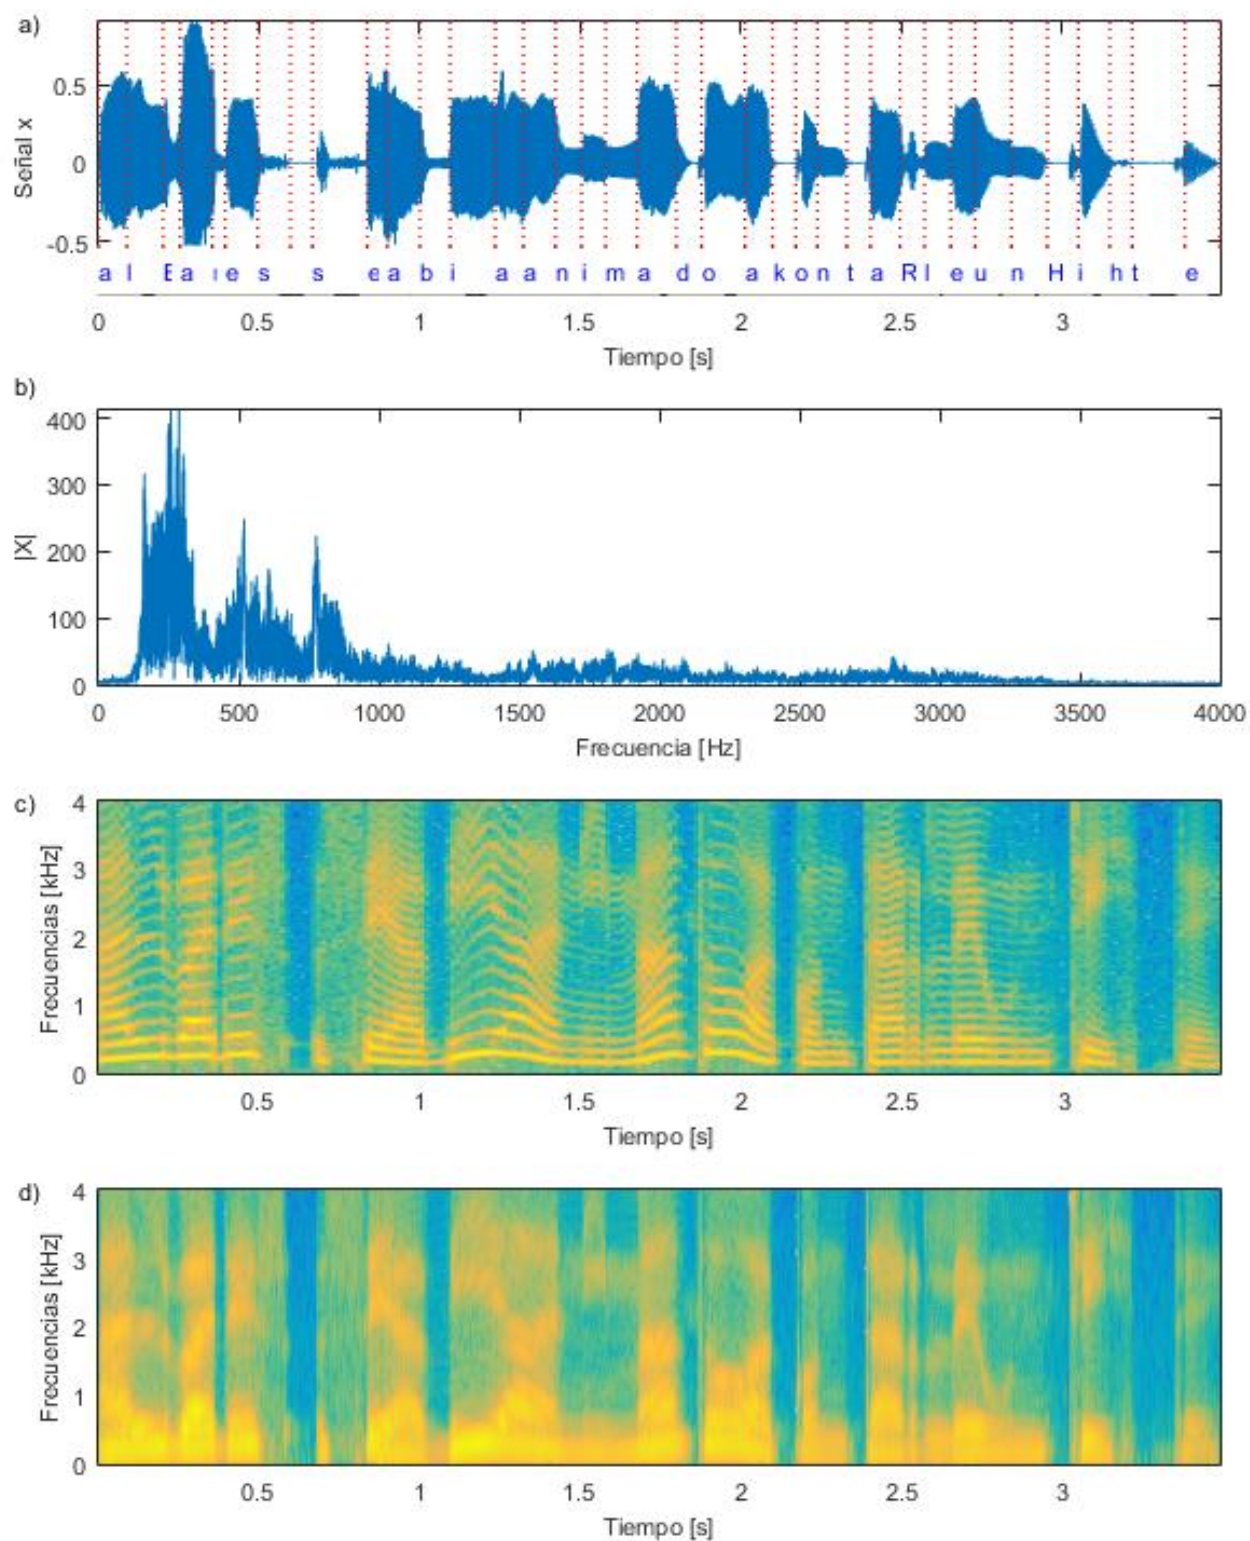 a)
0.5
0
-0.5
Señal x
a l E a r e s s e a b i a a n i m a d o a k o n t a R l e u n H i h t e
0 0.5 1 1.5 2 2.5 3
Tiempo [s]
b)
400
300
200
100
0
|X|
0 500 1000 1500 2000 2500 3000 3500 4000
Frecuencia [Hz]
c)
4
3
2
1
0
Frecuencias [kHz]
0.5 1 1.5 2 2.5 3
Tiempo [s]
d)
4
3
2
1
0
Frecuencias [kHz]
0.5 1 1.5 2 2.5 3
Tiempo [s]